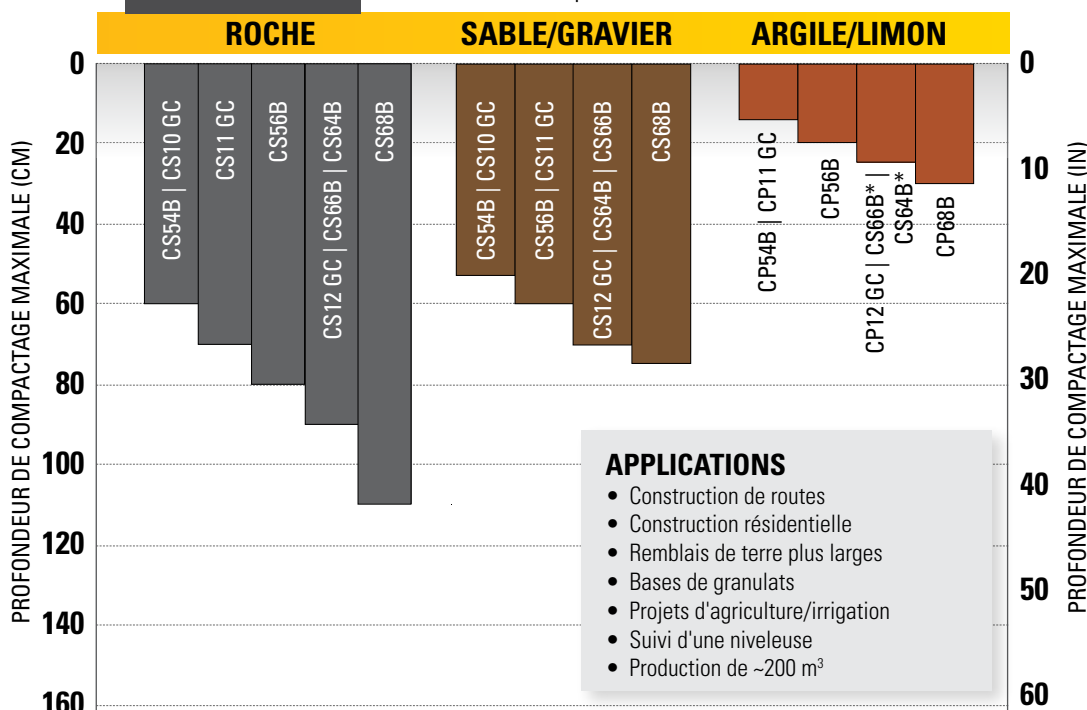 ROCHE
SABLE/GRAVIER
ARGILE/LIMON
PROFONDEUR DE COMPACTAGE MAXIMALE (CM)
0
20
40
60
80
100
120
140
160
CS54B | CS10 GC
CS11 GC
CS56B
CS12 GC | CS66B | CS64B
CS68B
CS54B | CS10 GC
CS56B | CS11 GC
CS12 GC | CS64B | CS66B
CS68B
CP54B | CP11 GC
CP56B
CP12 GC | CS66B* |
CS64B*
CP68B
0
10
20
30
40
50
60
PROFONDEUR DE COMPACTAGE MAXIMALE (IN)
APPLICATIONS
• Construction de routes
• Construction résidentielle
• Remblais de terre plus larges
• Bases de granulats
• Projets d'agriculture/irrigation
• Suivi d'une niveleuse
• Production de ~200 m³